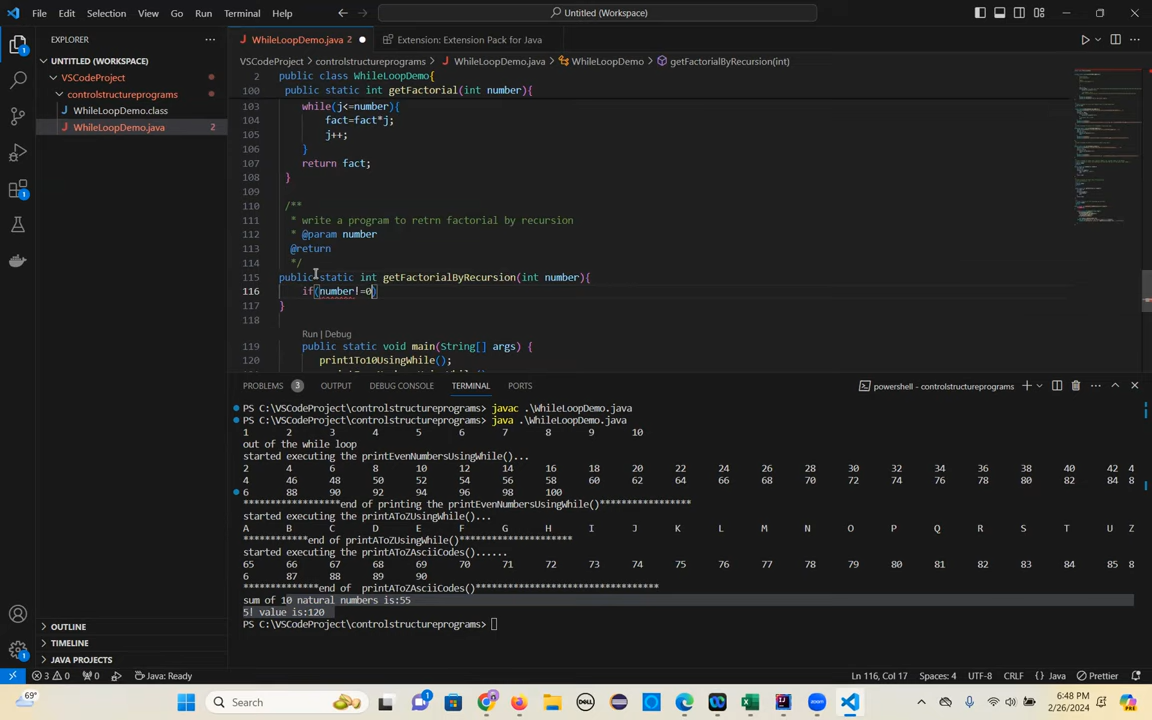 File Edit Selection View Go Run Terminal Help
Untitled (Workspace)
EXPLORER
UNTITLED (WORKSPACE)
VSCodeProject
controlstructureprograms
WhileLoopDemo.class
WhileLoopDemo.java 2
OUTLINE
TIMELINE
JAVA PROJECTS
WhileLoopDemo.java 2
Extension: Extension Pack for Java
VSCodeProject > controlstructureprograms > WhileLoopDemo.java > WhileLoopDemo > getFactorialByRecursion(int)
2 public class WhileLoopDemo{
100 public static int getFactorial(int number){
103 while(j<=number){
104 fact=fact*j;
105 j++;
106 }
107 return fact;
108 }
109
110 /**
111 * write a program to retrn factorial by recursion
112 * @param number
113 @return
114 */
115 public static int getFactorialByRecursion(int number){
116 if(number!=0)
117 }
118
Run | Debug
119 public static void main(String[] args) {
120 print1To10UsingWhile();
PROBLEMS 3 OUTPUT DEBUG CONSOLE TERMINAL PORTS
powershell - controlstructureprograms
PS C:\VSCodeProject\controlstructureprograms> javac .\WhileLoopDemo.java
PS C:\VSCodeProject\controlstructureprograms> java .\WhileLoopDemo.java
1 2 3 4 5 6 7 8 9 10
out of the while loop
started executing the printEvenNumbersUsingWhile()...
2 4 6 8 10 12 14 16 18 20 22 24 26 28 30 32 34 36 38 40 42 4
4 46 48 50 52 54 56 58 60 62 64 66 68 70 72 74 76 78 80 82 84 8
6 88 90 92 94 96 98 100
*****************end of printing the printEvenNumbersUsingWhile()*****************
started executing the printAToZUsingWhile()...
A B C D E F G H I J K L M N O P Q R S T U Z
*****************end of printAToZUsingWhile()*********************
started executing the printAToZAsciiCodes()......
65 66 67 68 69 70 71 72 73 74 75 76 77 78 79 80 81 82 83 84 85 8
6 87 88 89 90
**************end of  printAToZAsciiCodes()**********************************
sum of 10 natural numbers is:55
5! value is:120
PS C:\VSCodeProject\controlstructureprograms>
3 0 0 Java: Ready
Ln 116, Col 17 Spaces: 4 UTF-8 CRLF {} Java Prettier
69°
Search
6:48 PM
2/26/2024